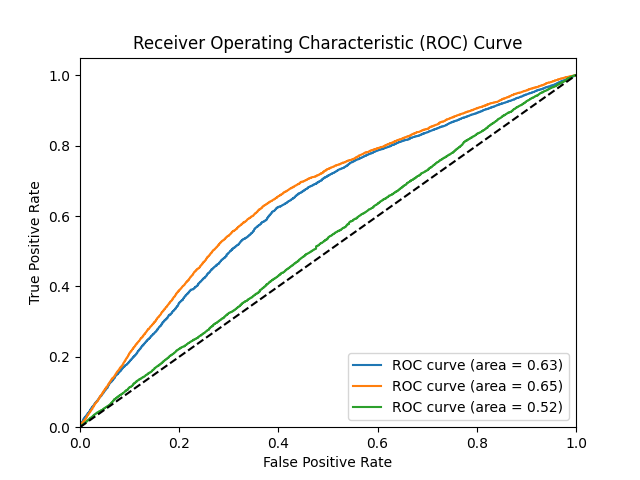 Receiver Operating Characteristic (ROC) Curve
1.0
0.8
0.6
0.4
0.2
0.0
True Positive Rate
ROC curve (area = 0.63)
ROC curve (area = 0.65)
ROC curve (area = 0.52)
0.0 0.2 0.4 0.6 0.8 1.0
False Positive Rate